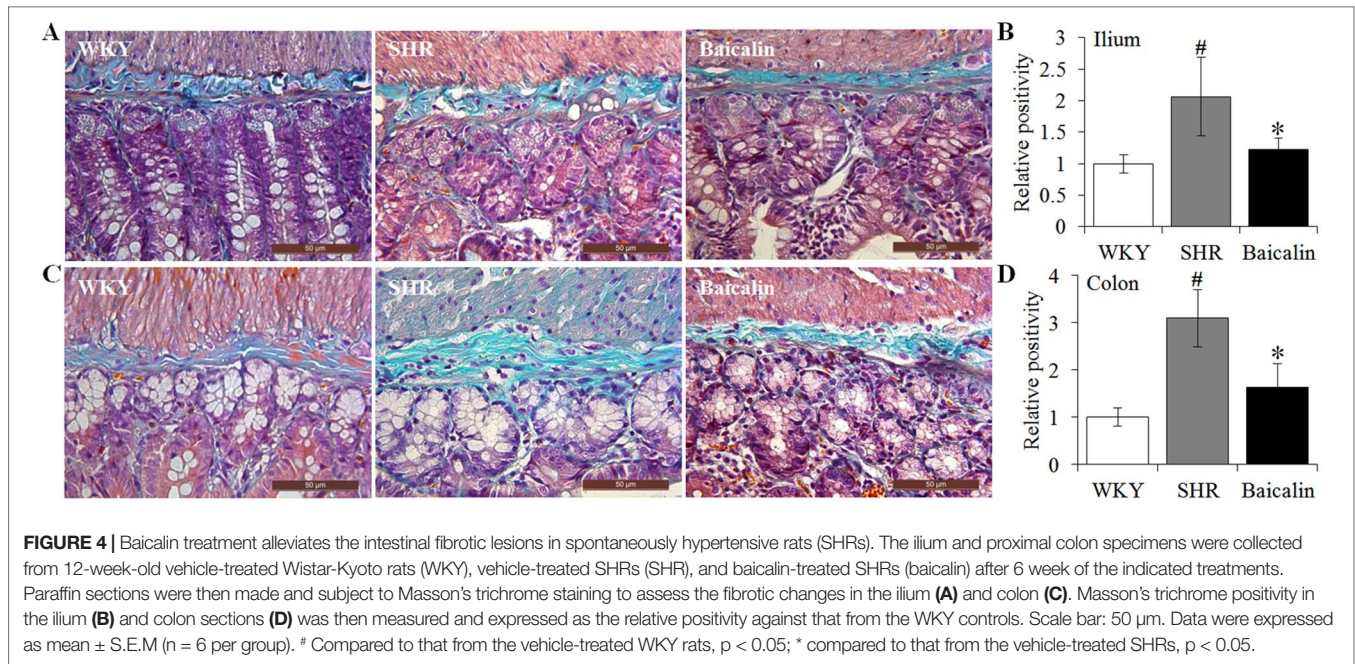 A
WKY
SHR
Baicalin
50 µm
50 µm
50 µm
B
Ilium
Relative positivity
3
2.5
2
1.5
1
0.5
0
#
*
WKY
SHR
Baicalin
C
WKY
SHR
Baicalin
50 µm
50 µm
50 µm
D
Colon
Relative positivity
4
3
2
1
0
#
*
WKY
SHR
Baicalin
FIGURE 4 | Baicalin treatment alleviates the intestinal fibrotic lesions in spontaneously hypertensive rats (SHRs). The ilium and proximal colon specimens were collected
from 12-week-old vehicle-treated Wistar-Kyoto rats (WKY), vehicle-treated SHRs (SHR), and baicalin-treated SHRs (baicalin) after 6 week of the indicated treatments.
Paraffin sections were then made and subject to Masson's trichrome staining to assess the fibrotic changes in the ilium (A) and colon (C). Masson's trichrome positivity in
the ilium (B) and colon sections (D) was then measured and expressed as the relative positivity against that from the WKY controls. Scale bar: 50 µm. Data were expressed
as mean ± S.E.M (n = 6 per group). # Compared to that from the vehicle-treated WKY rats, p < 0.05; * compared to that from the vehicle-treated SHRs, p < 0.05.